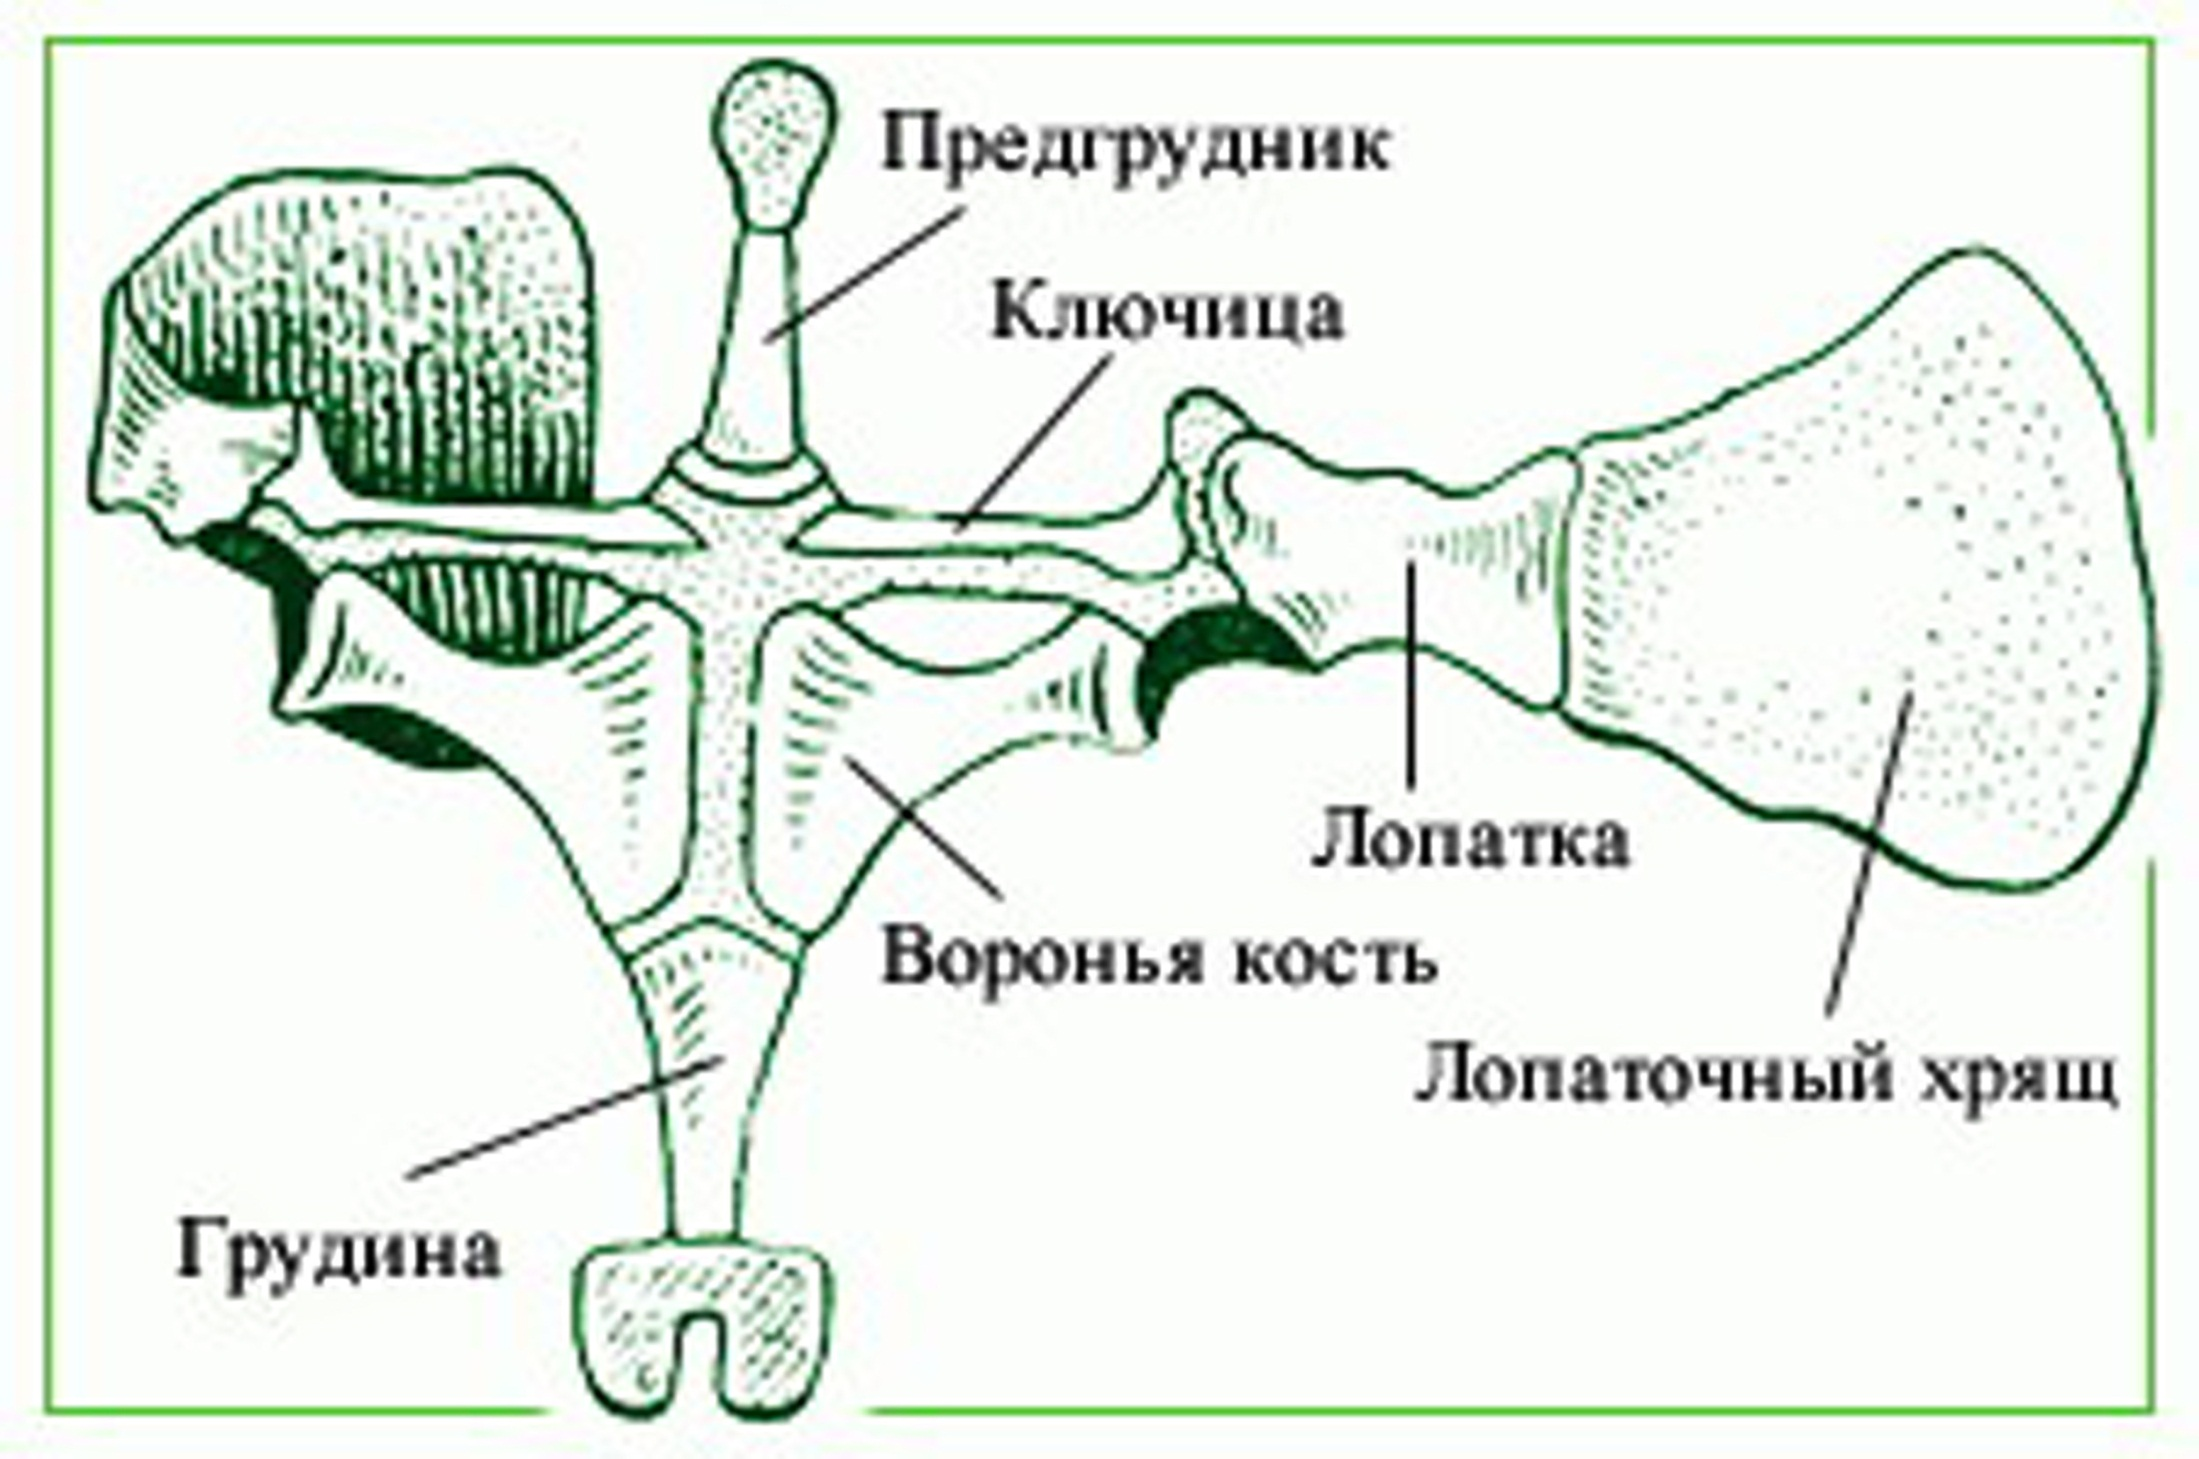 Предгрудник
Ключица
Лопатка
Воронья кость
Лопаточный хрящ
Грудина